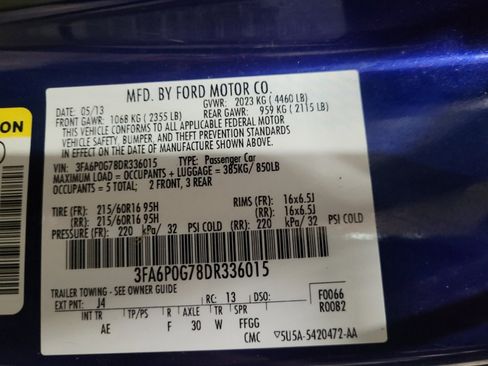 MFD. BY FORD MOTOR CO.
DATE: 05/13 GVWR: 2023 KG (4460 LB)
FRONT GAWR: 1068 KG (2355 LB) REAR GAWR: 959 KG (2115 LB)
THIS VEHICLE CONFORMS TO ALL APPLICABLE FEDERAL MOTOR
VEHICLE SAFETY, BUMPER, AND THEFT PREVENTION STANDARDS
IN EFFECT ON THE DATE OF MANUFACTURE SHOWN ABOVE.
VIN: 3FA6P0G78DR336015 TYPE: Passenger Car
MAXIMUM LOAD = OCCUPANTS + LUGGAGE = 385KG/ 850LB
OCCUPANTS = 5 TOTAL; 2 FRONT, 3 REAR
TIRE (FR): 215/60R16 95H RIMS (FR): 16x6.5J
(RR): 215/60R16 95H (RR): 16x6.5J
PRESSURE (FR): 220 kPa/ 32 PSI COLD (RR): 220 kPa/ 32 PSI COLD
3FA6P0G78DR336015
TRAILER TOWING - SEE OWNER GUIDE
EXT PNT: J4 RC: 13 DSO:
F0066
R0082
INT TR TP/PS R AXLE TR SPR
AE F 30 W FFGG
CMC
5U5A-5420472-AA
ON